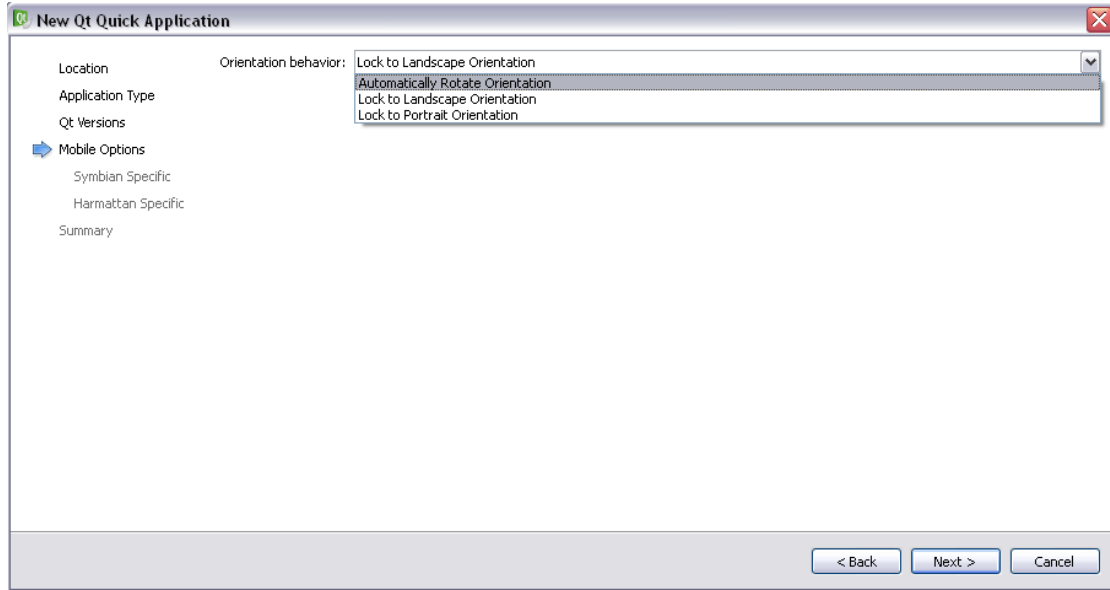 New Qt Quick Application
Location
Application Type
Qt Versions
Mobile Options
Symbian Specific
Harmattan Specific
Summary
Orientation behavior: Lock to Landscape Orientation
Automatically Rotate Orientation
Lock to Landscape Orientation
Lock to Portrait Orientation
< Back Next > Cancel